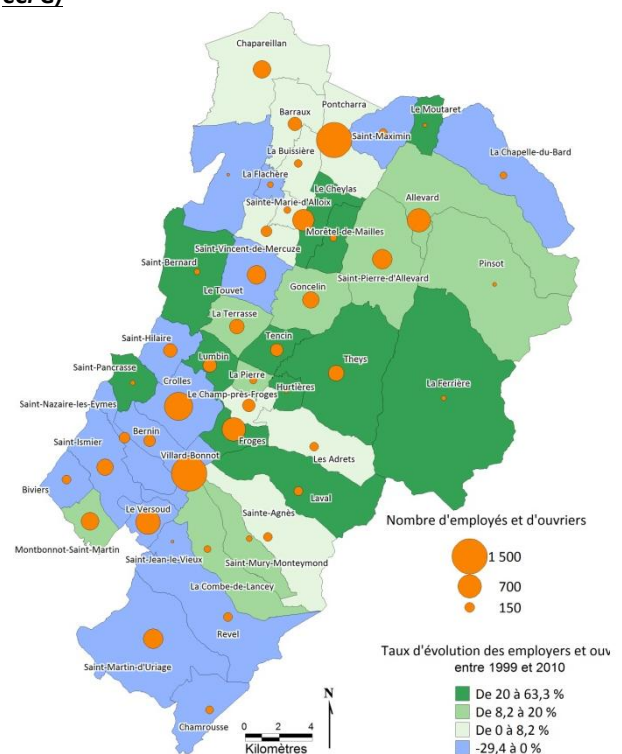 Chapareillan
Pontcharra
Barraux
Le Moutaret
Saint-Maximin
La Buissière
La Chapelle-du-Bard
La Flachère
Le Cheylas
Allevard
Sainte-Marie-d'Alloix
Morêtel-de-Mailles
Saint-Vincent-de-Mercuze
Saint-Bernard
Pinsot
Saint-Pierre-d'Allevard
Le Touvet
Goncelin
La Terrasse
Saint-Hilaire
Tencin
Lumbin
Theys
Saint-Pancrasse
La Pierre
Crolles
La Ferrière
Hurtières
Le Champ-près-Froges
Saint-Nazaire-les-Eymes
Bernin
Froges
Saint-Ismier
Les Adrets
Villard-Bonnot
Biviers
Laval
Le Versoud
Sainte-Agnès
Montbonnot-Saint-Martin
Saint-Jean-le-Vieux
Saint-Mury-Monteymond
La Combe-de-Lancey
Revel
Saint-Martin-d'Uriage
Chamrousse
Nombre d'employés et d'ouvriers
1 500
700
150
Taux d'évolution des employers et ouv
entre 1999 et 2010
De 20 à 63,3 %
De 8,2 à 20 %
De 0 à 8,2 %
-29,4 à 0 %
N
0 2 4
Kilomètres